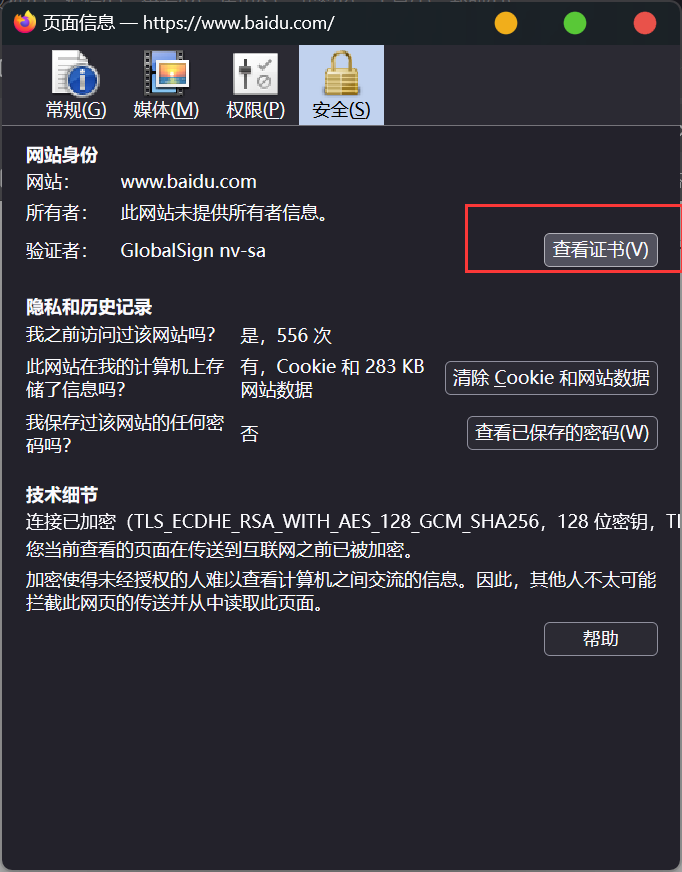 页面信息 — https://www.baidu.com/
常规(G) 媒体(M) 权限(P) 安全(S)
网站身份
网站： www.baidu.com
所有者： 此网站未提供所有者信息。
验证者： GlobalSign nv-sa 查看证书(V)
隐私和历史记录
我之前访问过该网站吗？ 是，556 次
此网站在我的计算机上存
储了信息吗？
有，Cookie 和 283 KB
网站数据
清除 Cookie 和网站数据
我保存过该网站的任何密
码吗？
否
查看已保存的密码(W)
技术细节
连接已加密（TLS_ECDHE_RSA_WITH_AES_128_GCM_SHA256，128 位密钥，
您当前查看的页面在传送到互联网之前已被加密。
加密使得未经授权的人难以查看计算机之间交流的信息。因此，其他人不太可能
拦截此网页的传送并从中读取此页面。
帮助